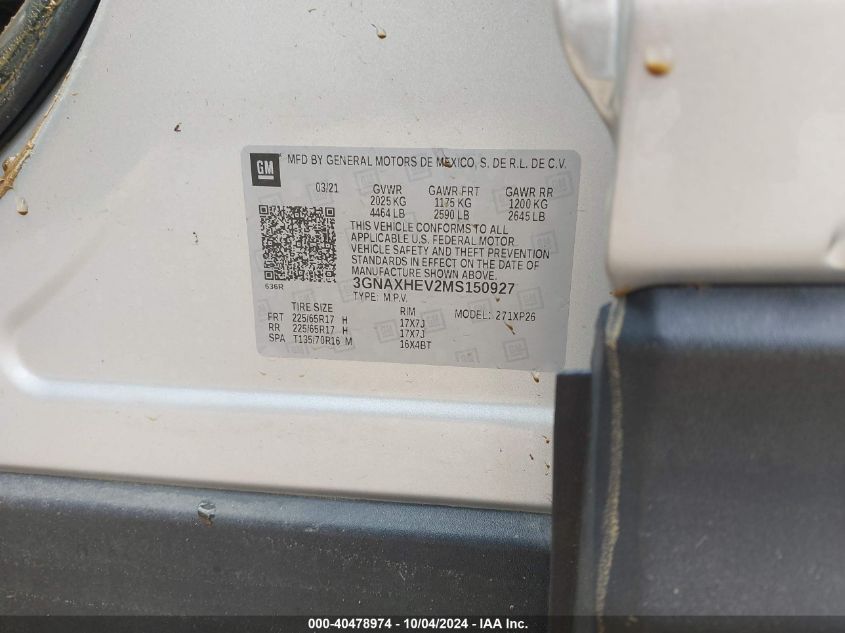 GM
MFD BY GENERAL MOTORS DE MEXICO, S. DE R.L. DE C.V.
03/21 GVWR GAWR FRT GAWR RR
2025 KG 1175 KG 1200 KG
4464 LB 2590 LB 2645 LB
THIS VEHICLE CONFORMS TO ALL
APPLICABLE U.S. FEDERAL MOTOR
VEHICLE SAFETY AND THEFT PREVENTION
STANDARDS IN EFFECT ON THE DATE OF
MANUFACTURE SHOWN ABOVE.
636R
3GNAXHEV2MS150927
TYPE: M.P.V. MODEL: 271XP26
TIRE SIZE RIM
FRT 225/65R17 H 17X7J
RR 225/65R17 H 17X7J
SPA T135/70R16 M 16X4BT
000-40478974 - 10/04/2024 - IAA Inc.